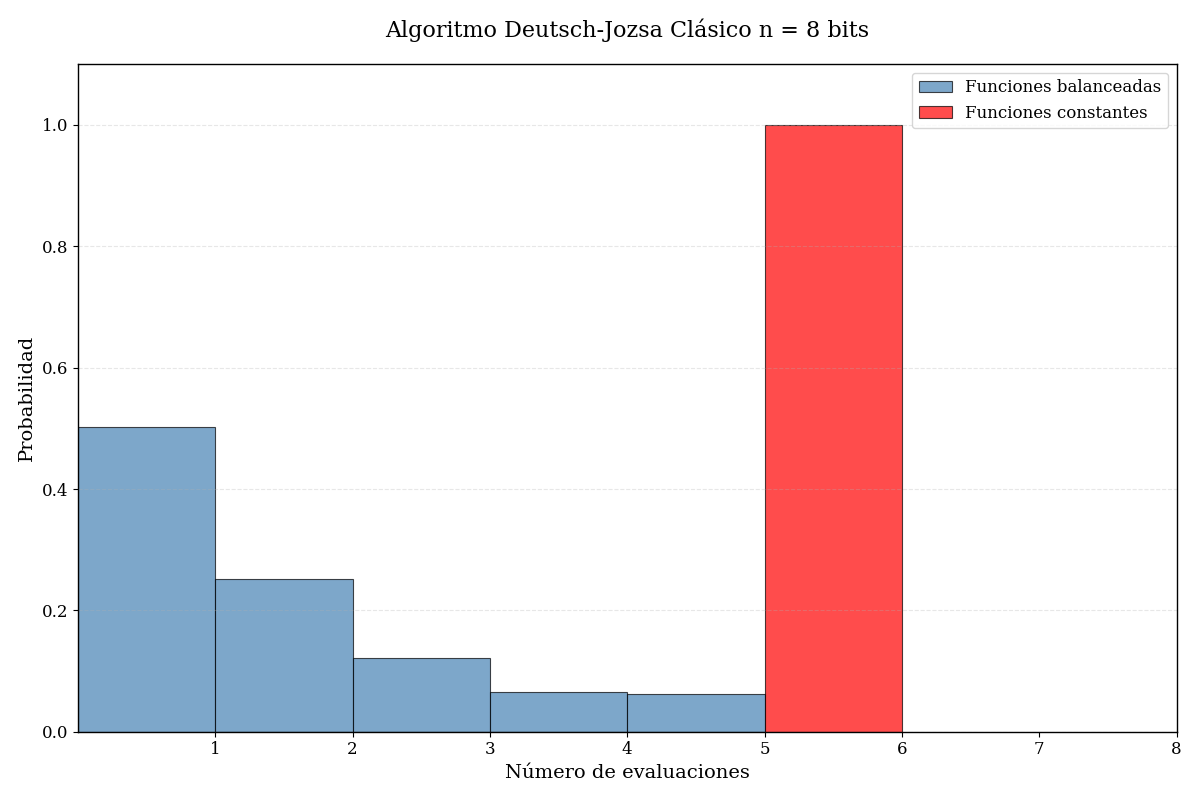 Algoritmo Deutsch-Jozsa Clásico n = 8 bits
Funciones balanceadas
Funciones constantes
Probabilidad
1.0
0.8
0.6
0.4
0.2
0.0
1 2 3 4 5 6 7 8
Número de evaluaciones